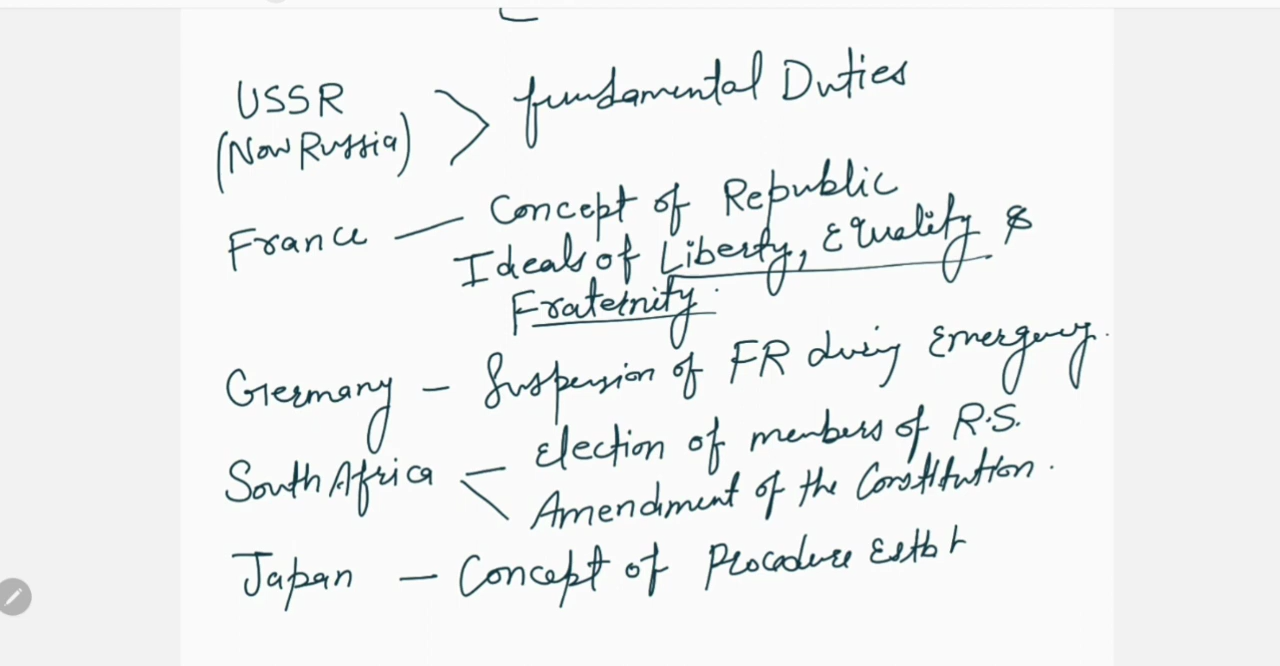 USSR > fundamental Duties
(Now Russia)
France — Concept of Republic
Ideals of Liberty, Equality &
Fraternity.
Germany — Suspension of FR during Emergency.
South Africa — Election of members of R.S.
Amendment of the Constitution.
Japan — Concept of Procedure